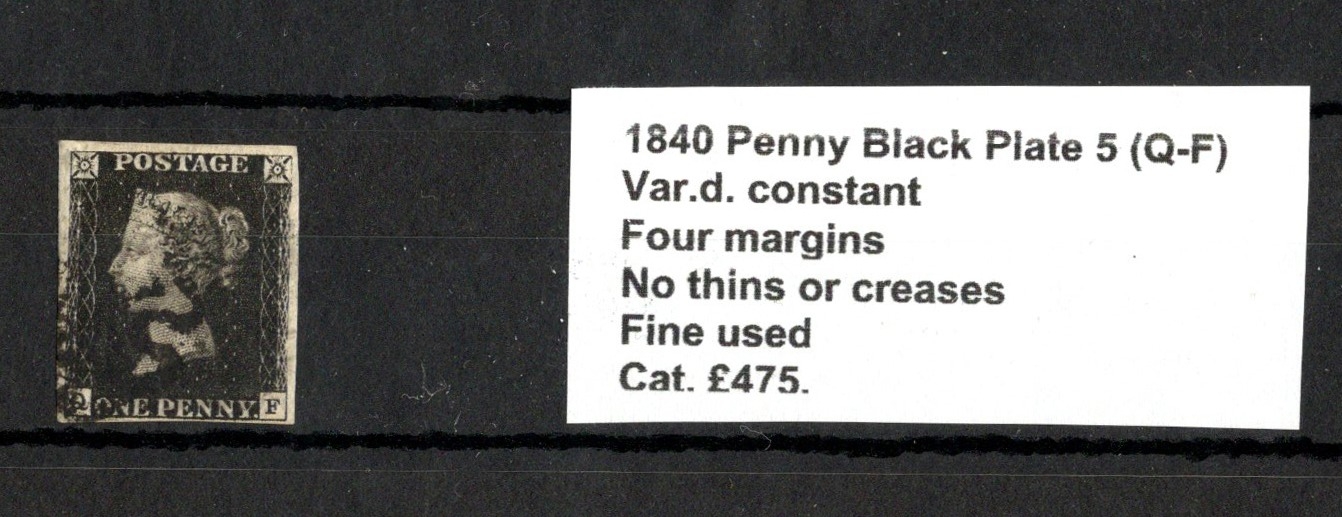 POSTAGE
Q ONE PENNY. F
1840 Penny Black Plate 5 (Q-F)
Var.d. constant
Four margins
No thins or creases
Fine used
Cat. £475.